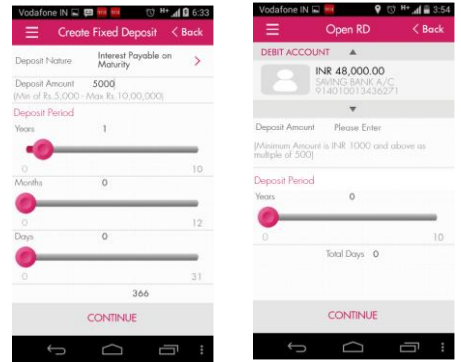 Vodafone IN 6:33
Create Fixed Deposit < Back
Deposit Nature Interest Payable on Maturity >
Deposit Amount 5000
(Min of Rs.5,000 - Max Rs.10,00,000)
Deposit Period
Years 1
0 10
Months 0
0 12
Days 0
0 31
366
CONTINUE
Vodafone IN H+ 3:54
Open RD < Back
DEBIT ACCOUNT
INR 48,000.00
SAVING BANK A/C
914010013436271
Deposit Amount Please Enter
(Minimum Amount is INR 1000 and above as
multiple of 500)
Deposit Period
Years 0
0 10
Total Days 0
CONTINUE